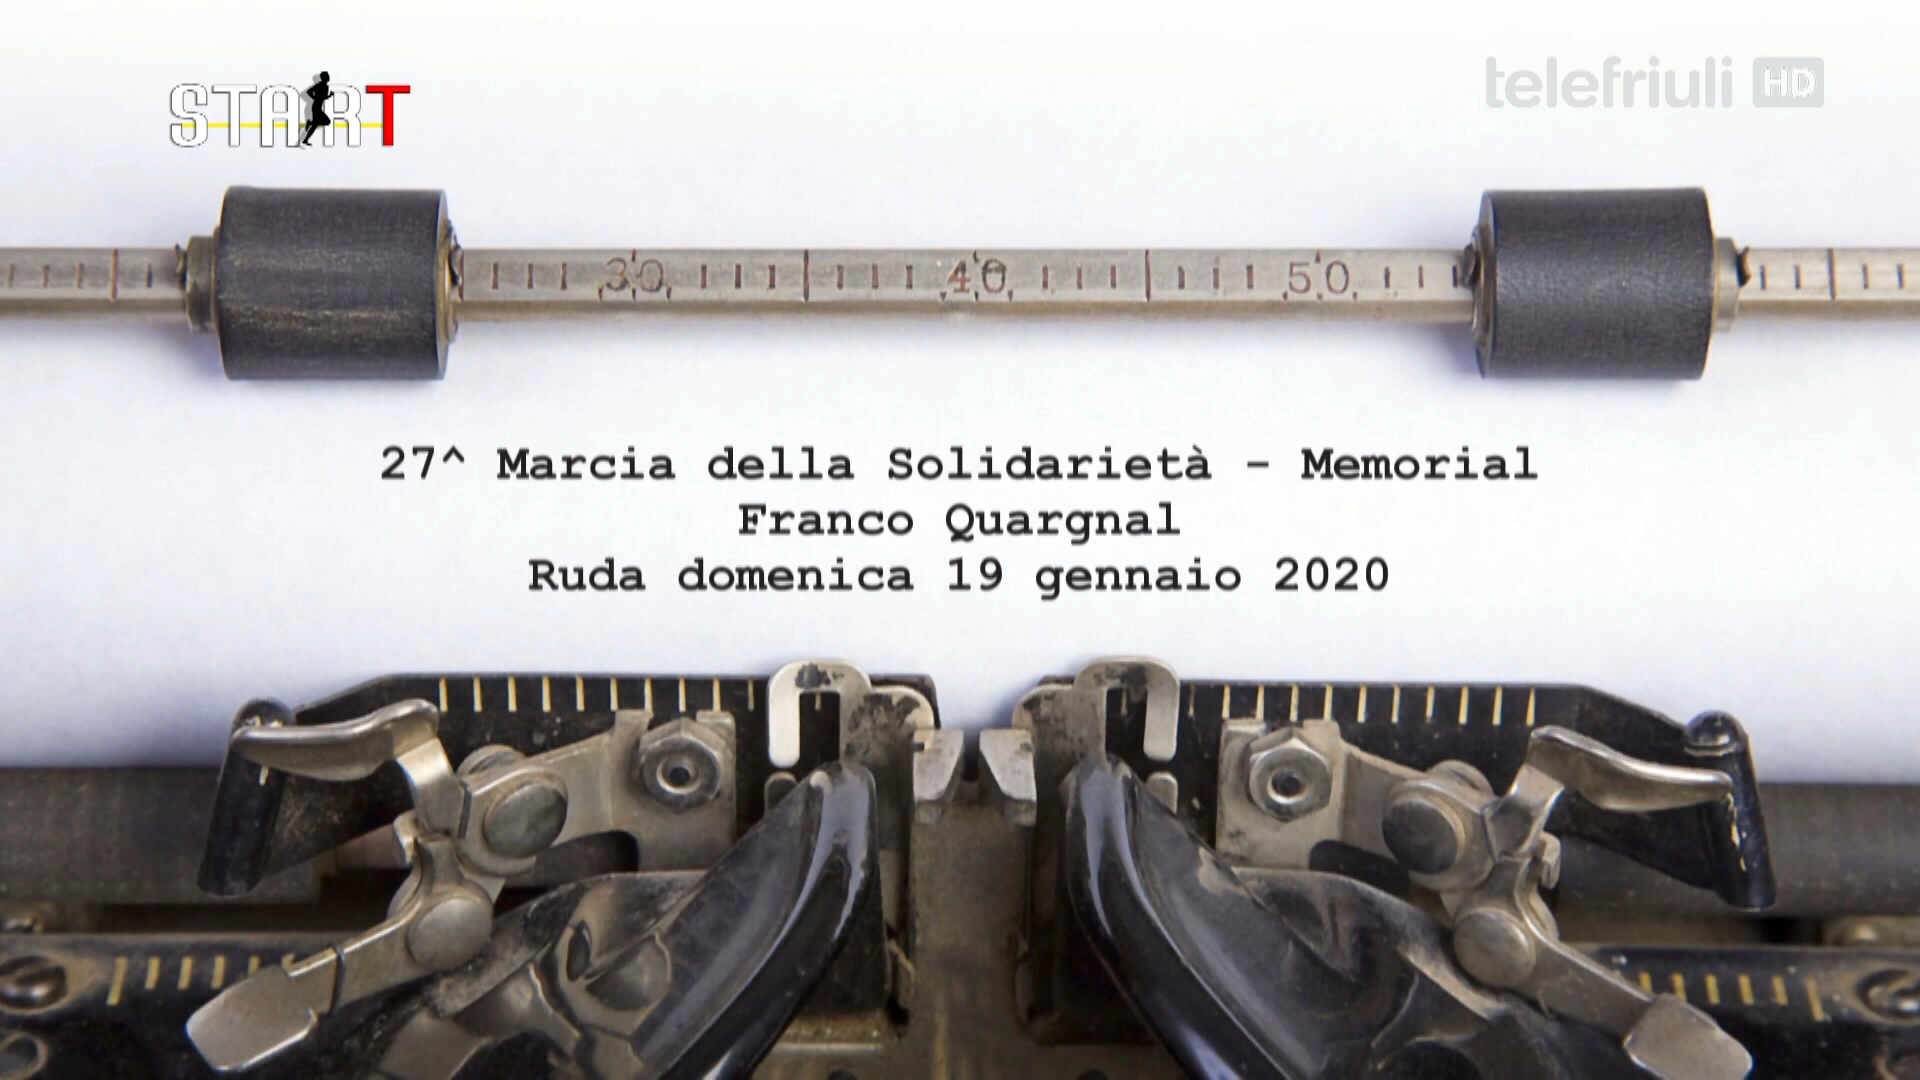 START
telefriuli HD
30 40 50
27^ Marcia della Solidarietà - Memorial
Franco Quargnal
Ruda domenica 19 gennaio 2020